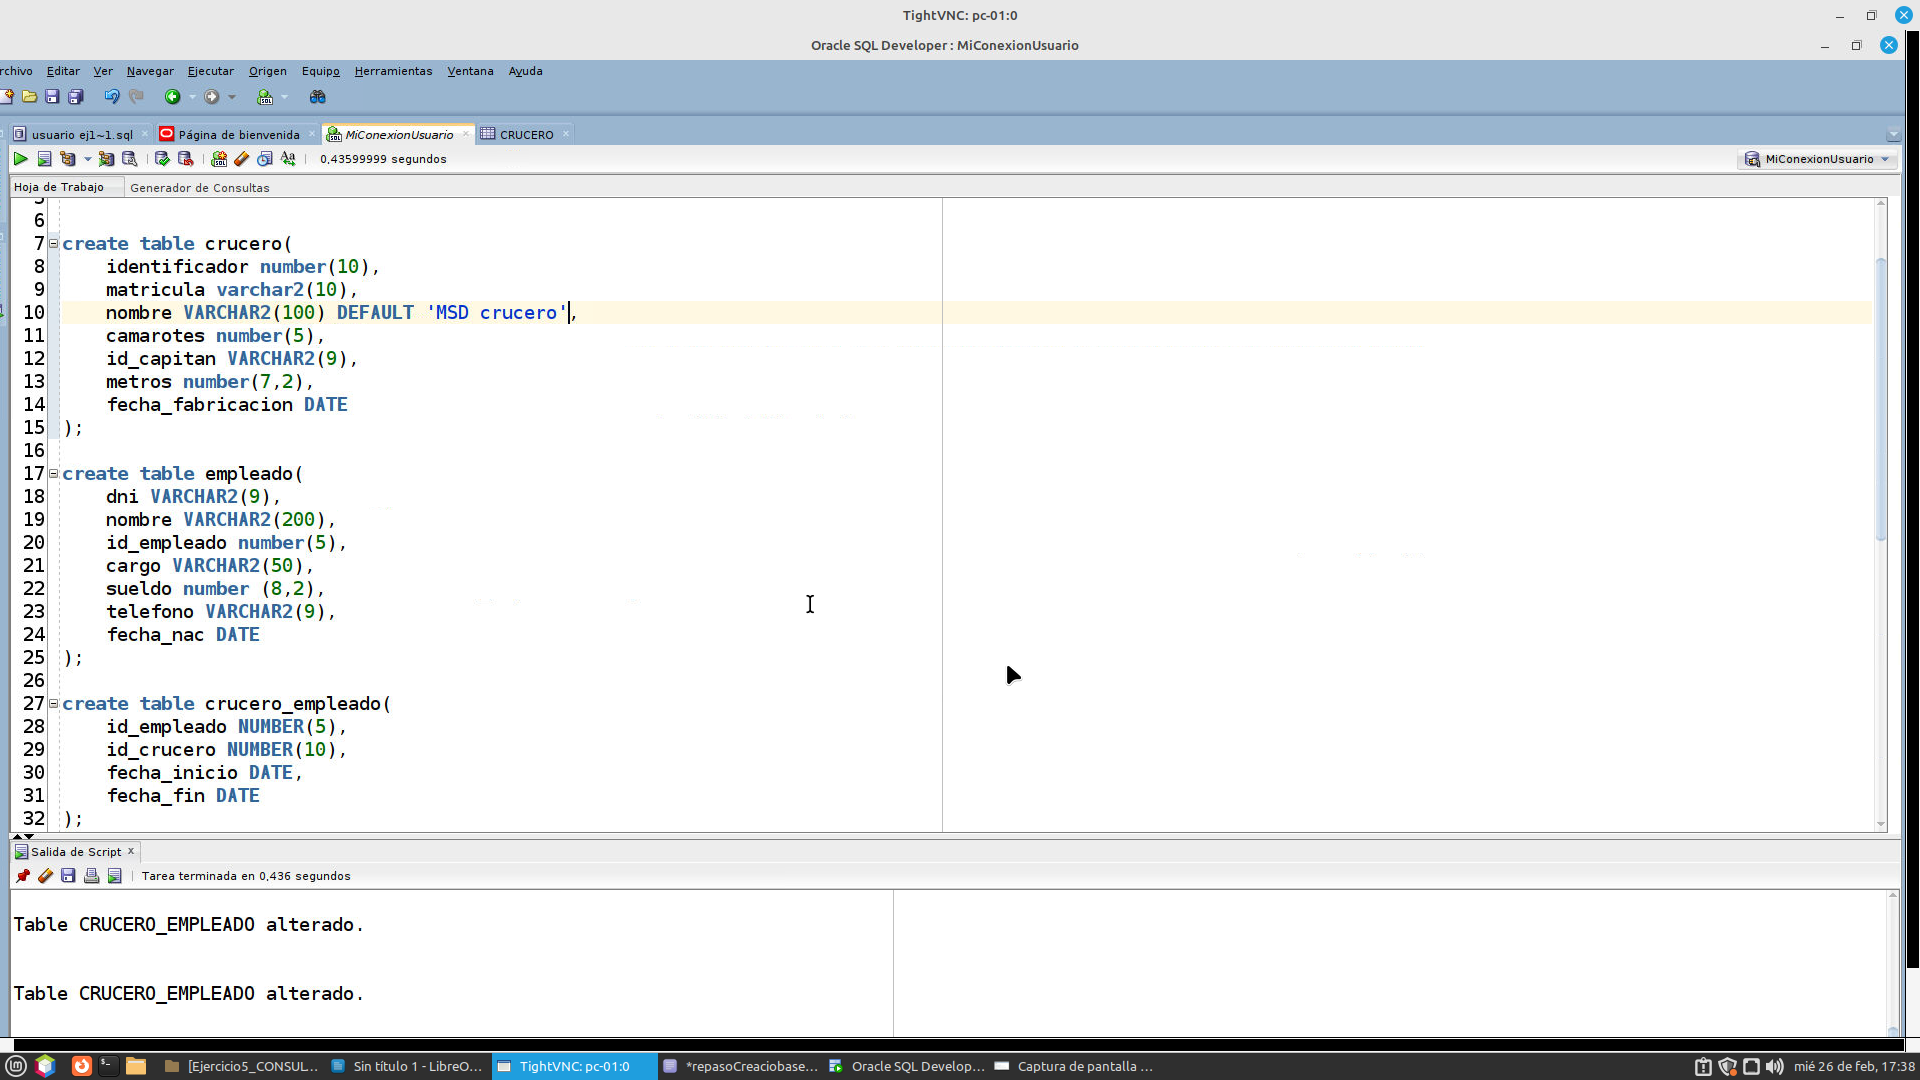 TightVNC: pc-01:0
Oracle SQL Developer : MiConexionUsuario
rchivo Editar Ver Navegar Ejecutar Origen Equipo Herramientas Ventana Ayuda
usuario ej1~1.sql Página de bienvenida MiConexionUsuario CRUCERO
0,43599999 segundos MiConexionUsuario
Hoja de Trabajo Generador de Consultas
5
6
7 create table crucero(
8 identificador number(10),
9 matricula varchar2(10),
10 nombre VARCHAR2(100) DEFAULT 'MSD crucero',
11 camarotes number(5),
12 id_capitan VARCHAR2(9),
13 metros number(7,2),
14 fecha_fabricacion DATE
15 );
16
17 create table empleado(
18 dni VARCHAR2(9),
19 nombre VARCHAR2(200),
20 id_empleado number(5),
21 cargo VARCHAR2(50),
22 sueldo number (8,2),
23 telefono VARCHAR2(9),
24 fecha_nac DATE
25 );
26
27 create table crucero_empleado(
28 id_empleado NUMBER(5),
29 id_crucero NUMBER(10),
30 fecha_inicio DATE,
31 fecha_fin DATE
32 );
Salida de Script
Tarea terminada en 0,436 segundos
Table CRUCERO_EMPLEADO alterado.
Table CRUCERO_EMPLEADO alterado.
[Ejercicio5_CONSUL... Sin título 1 - LibreO... TightVNC: pc-01:0 *repasoCreaciobase... Oracle SQL Develop... Captura de pantalla ... mié 26 de feb, 17:38